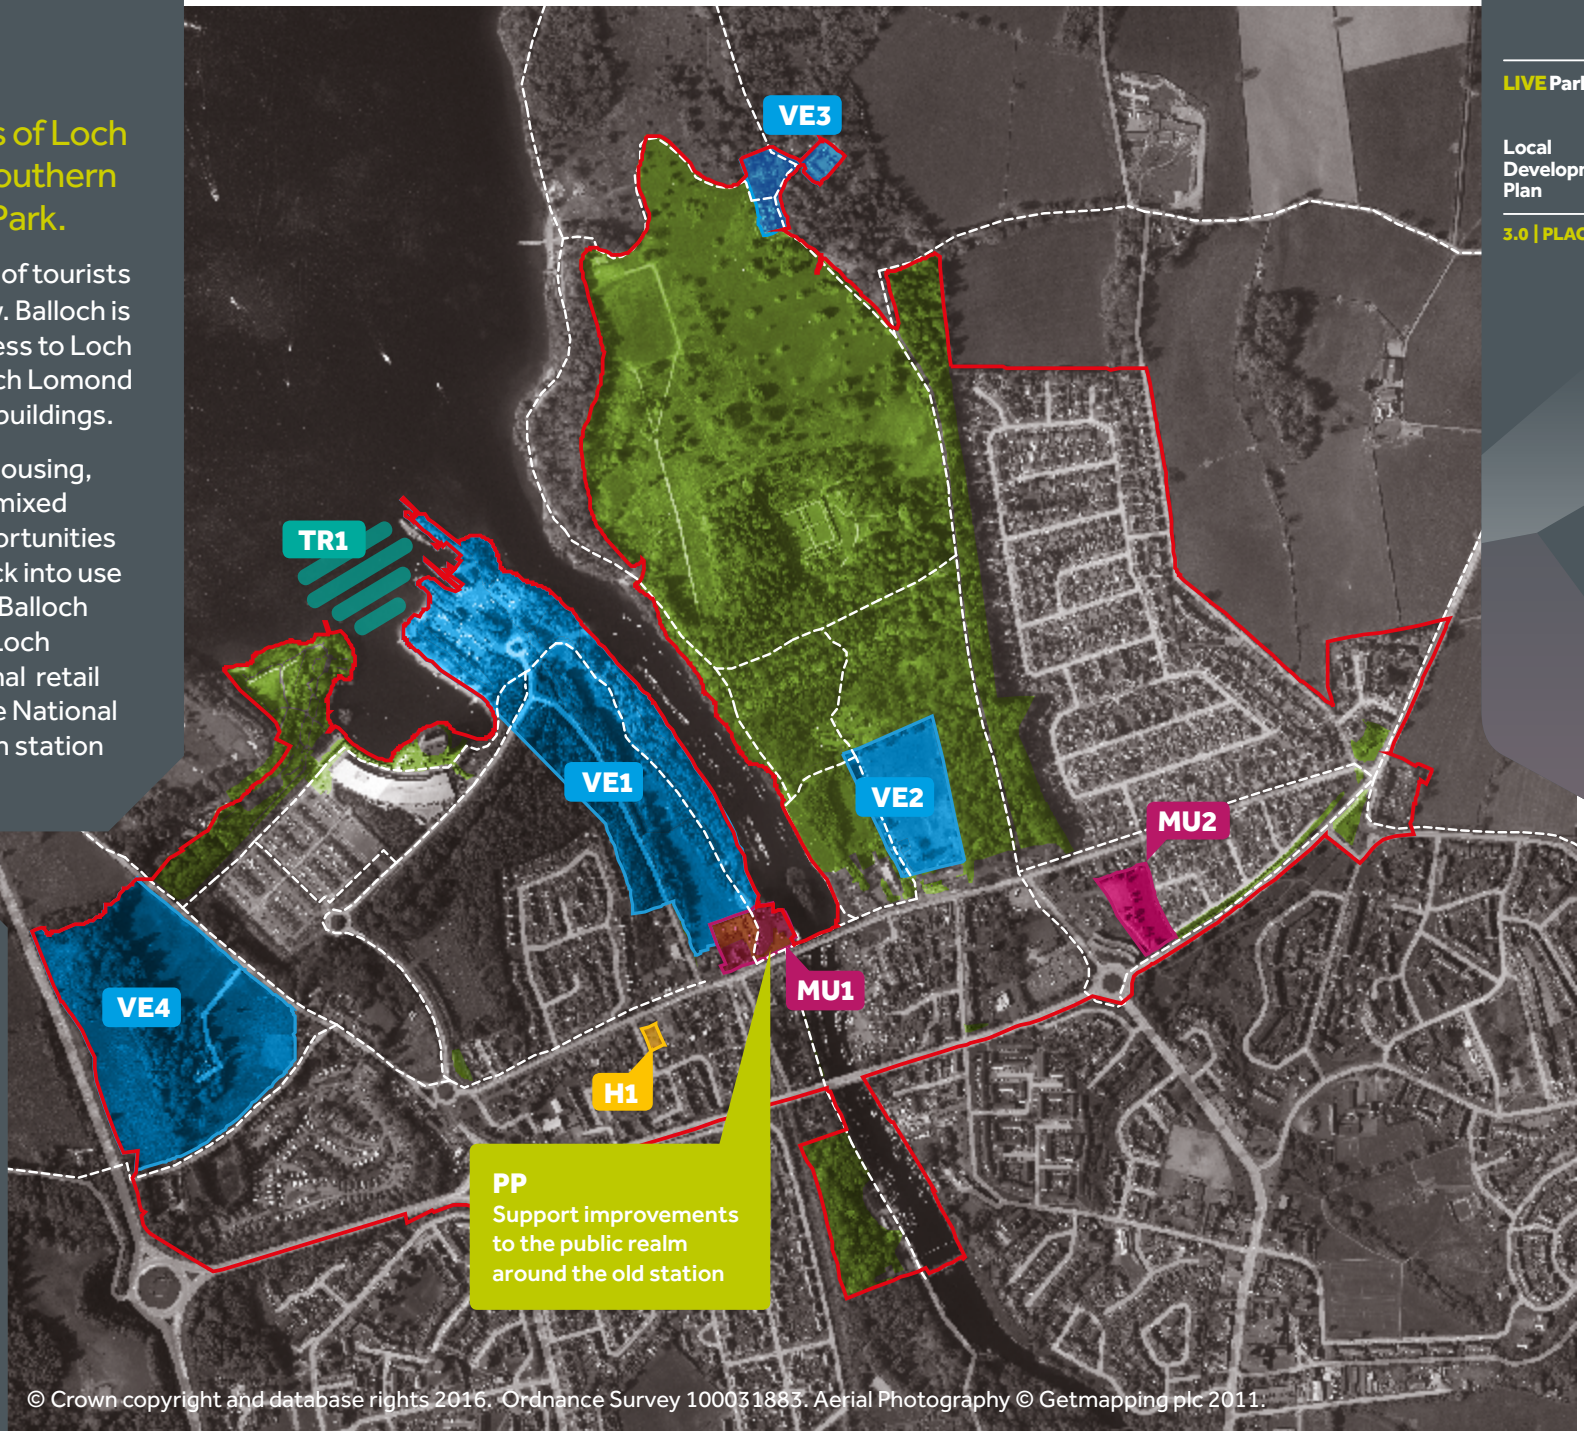 s of Loch
outhern
Park.
of tourists
. Balloch is
ess to Loch
ch Lomond
buildings.
ousing,
mixed
ortunities
ck into use
Balloch
Loch
nal retail
e National
n station
VE3
TR1
VE1
VE2
MU2
VE4
MU1
H1
PP
Support improvements
to the public realm
around the old station
© Crown copyright and database rights 2016. Ordnance Survey 100031883. Aerial Photography © Getmapping plc 2011.
LIVE Park
Local
Developm
Plan
3.0 | PLAC